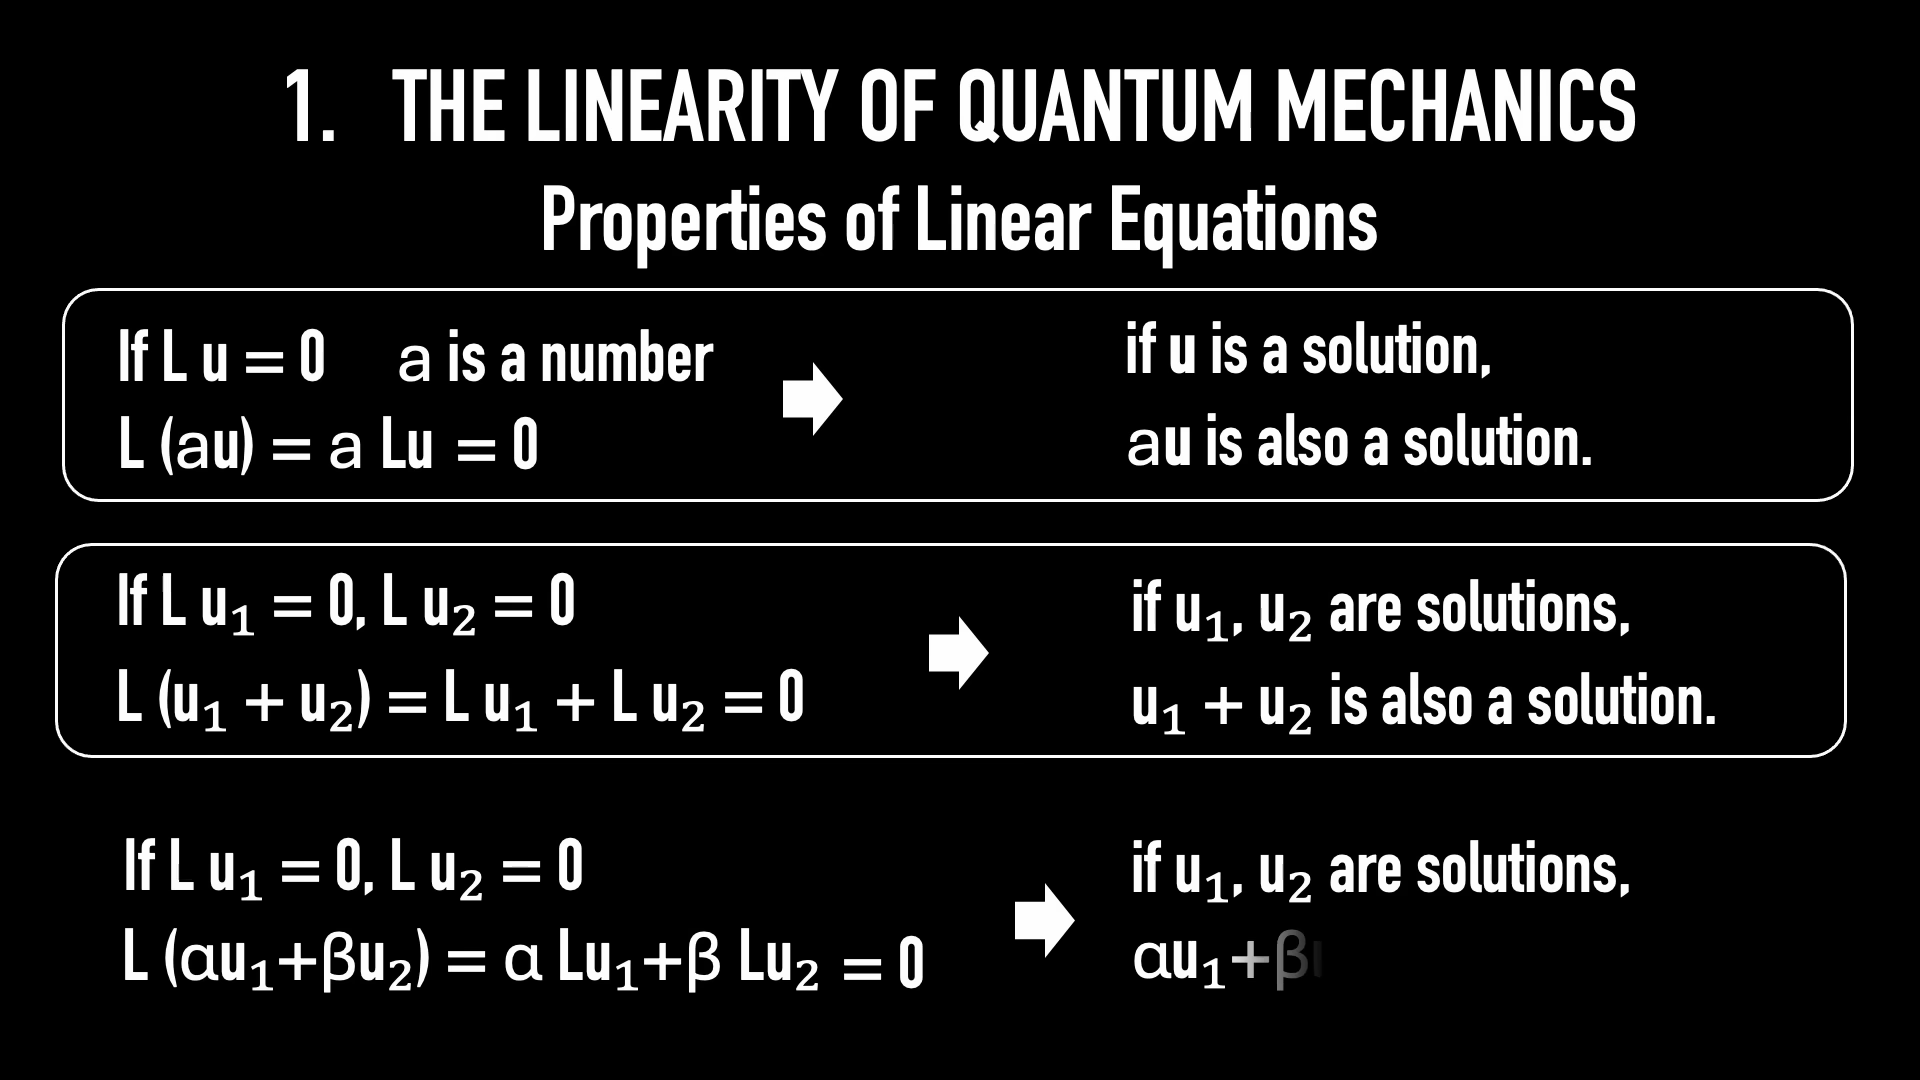 1. THE LINEARITY OF QUANTUM MECHANICS
Properties of Linear Equations
If L u = 0 a is a number
L (au) = a Lu = 0
if u is a solution,
au is also a solution.
If L u₁ = 0, L u₂ = 0
L (u₁ + u₂) = L u₁ + L u₂ = 0
if u₁, u₂ are solutions,
u₁ + u₂ is also a solution.
If L u₁ = 0, L u₂ = 0
L (αu₁+βu₂) = α Lu₁+β Lu₂ = 0
if u₁, u₂ are solutions,
αu₁+β